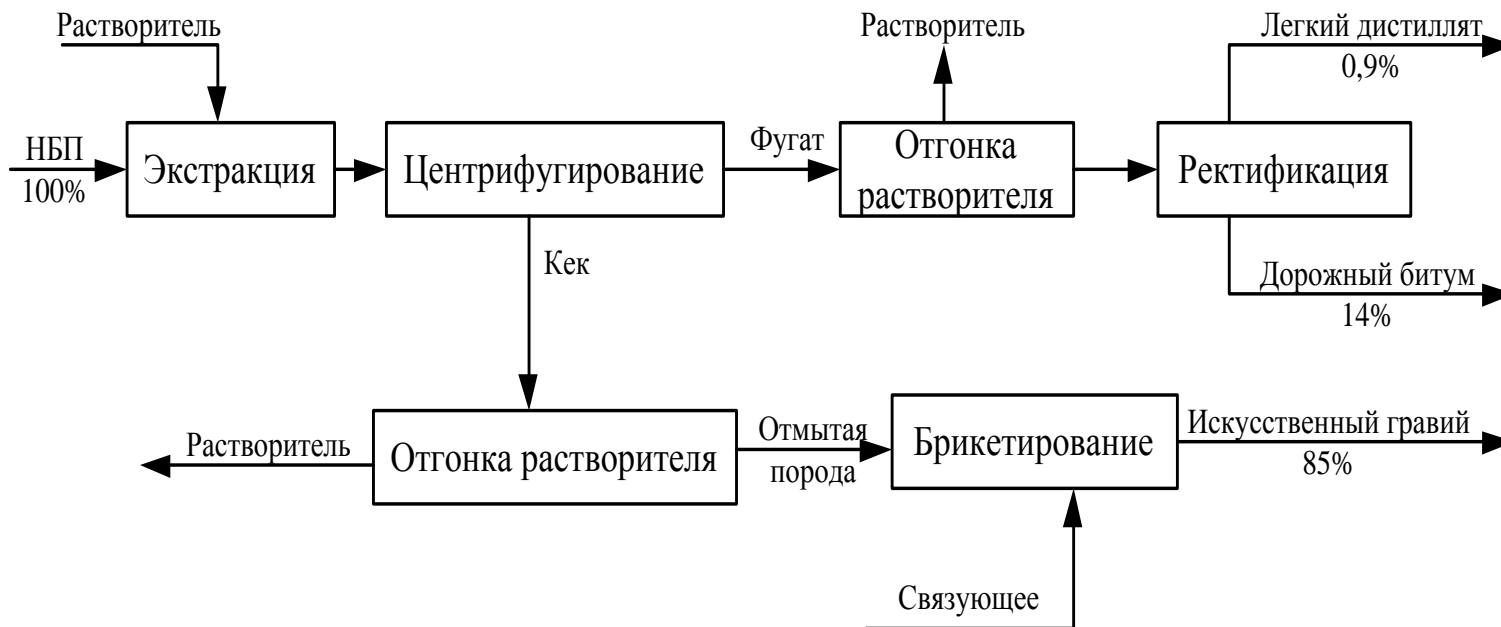 Растворитель
Растворитель
Легкий дистиллят
0,9%
НБП
100%
Экстракция
Центрифугирование
Фугат
Отгонка
растворителя
Ректификация
Кек
Дорожный битум
14%
Растворитель
Отгонка растворителя
Отмытая
порода
Брикетирование
Искусственный гравий
85%
Связующее